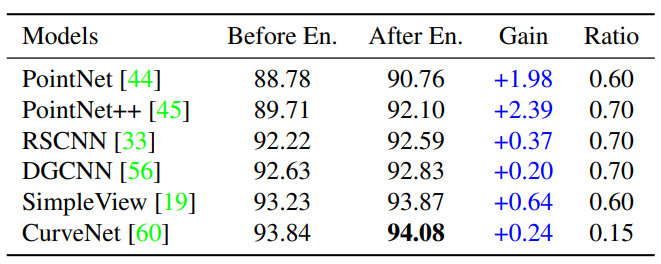 Models Before En. After En. Gain Ratio
PointNet [44] 88.78 90.76 +1.98 0.60
PointNet++ [45] 89.71 92.10 +2.39 0.70
RSCNN [33] 92.22 92.59 +0.37 0.70
DGCNN [56] 92.63 92.83 +0.20 0.70
SimpleView [19] 93.23 93.87 +0.64 0.60
CurveNet [60] 93.84 94.08 +0.24 0.15